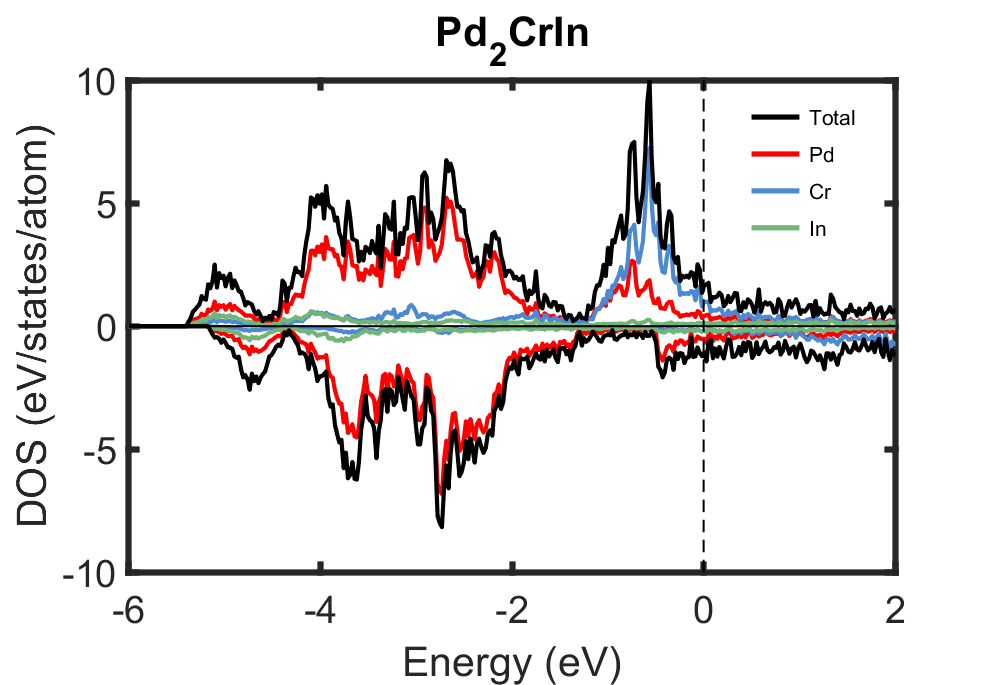 Pd₂CrIn
DOS (eV/states/atom)
10
5
0
-5
-10
Total
Pd
Cr
In
-6 -4 -2 0 2
Energy (eV)